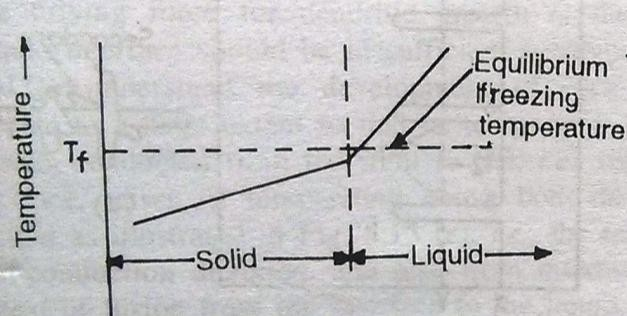 Equilibrium
freezing
temperature
Temperature
Tf
Solid
Liquid